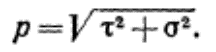 p = √τ² + σ².